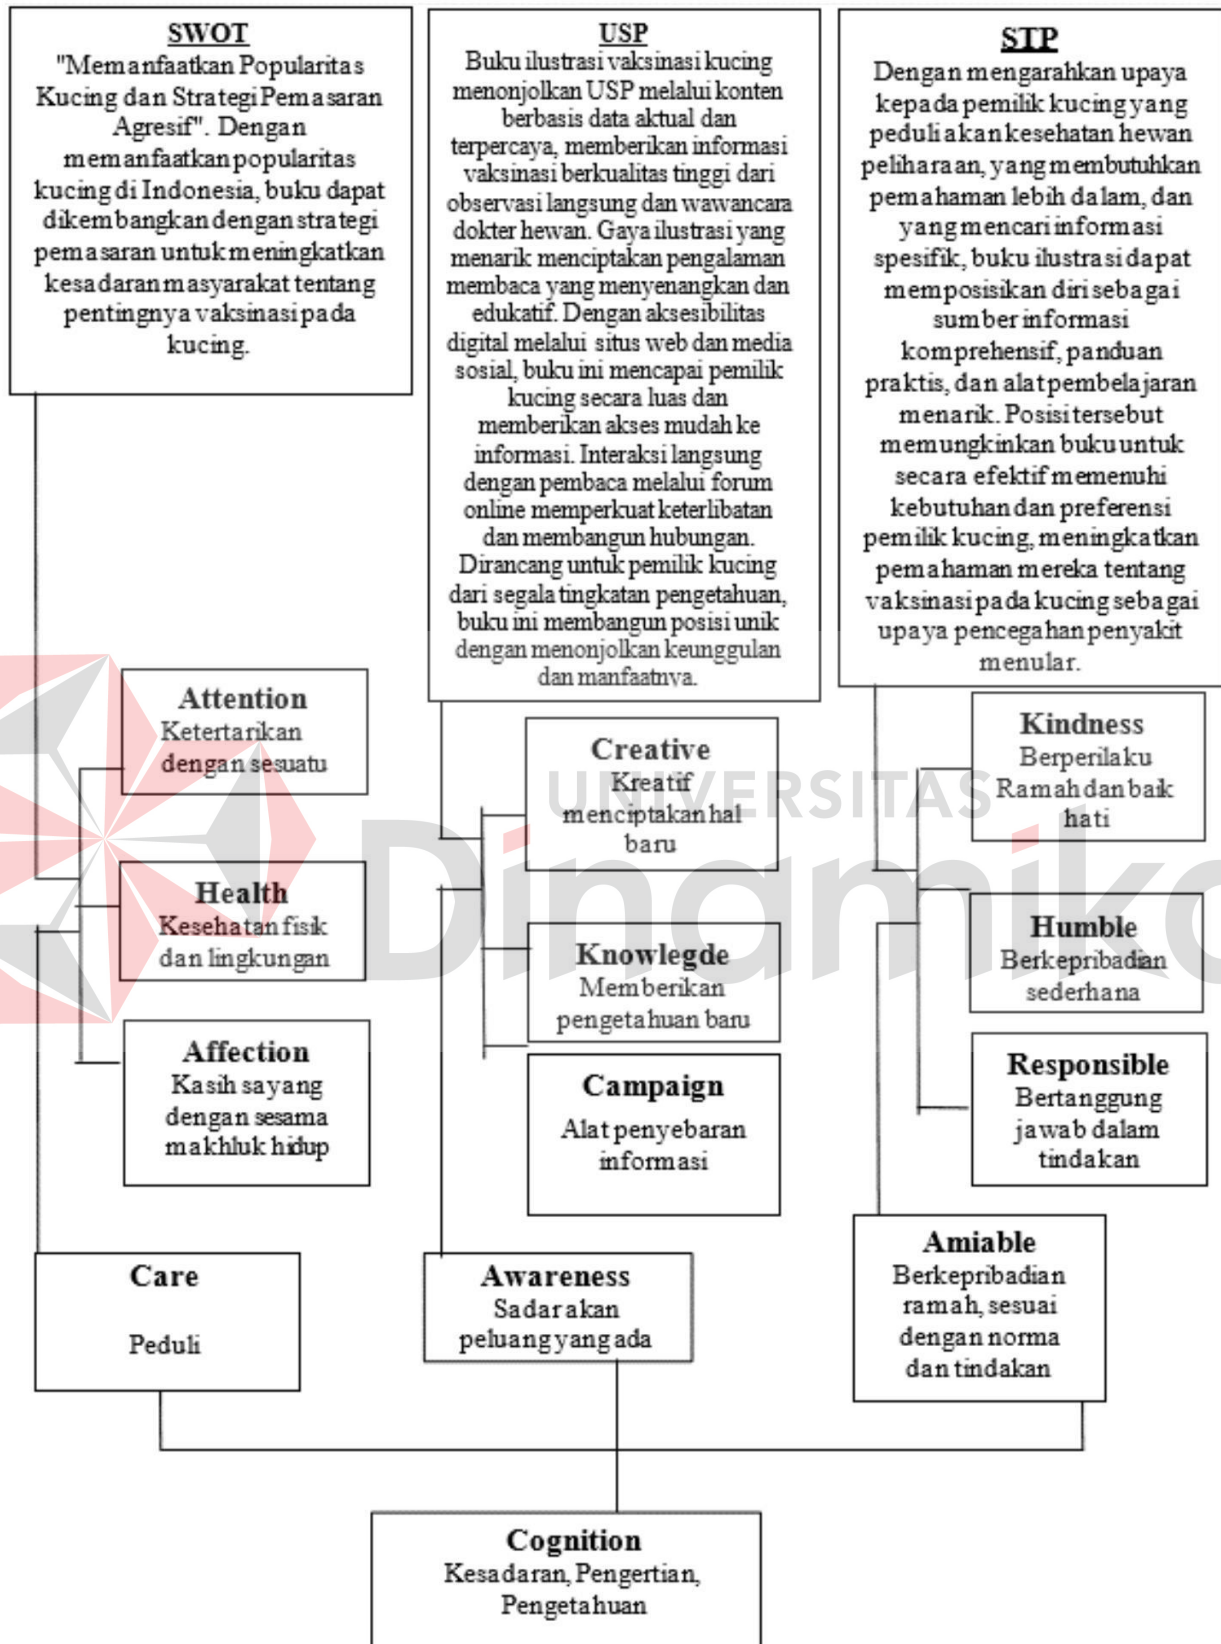 SWOT
"Memanfaatkan Popularitas
Kucing dan Strategi Pemasaran
Agresif". Dengan
memanfaatkan popularitas
kucing di Indonesia, buku dapat
dikembangkan dengan strategi
pemasaran untuk meningkatkan
kesadaran masyarakat tentang
pentingnya vaksinasi pada
kucing.
USP
Buku ilustrasi vaksinasi kucing
menonjolkan USP melalui konten
berbasis data aktual dan
terpercaya, memberikan informasi
vaksinasi berkualitas tinggi dari
observasi langsung dan wawancara
dokter hewan. Gaya ilustrasi yang
menarik menciptakan pengalaman
membaca yang menyenangkan dan
edukatif. Dengan aksesibilitas
digital melalui situs web dan media
sosial, buku ini mencapai pemilik
kucing secara luas dan
memberikan akses mudah ke
informasi. Interaksi langsung
dengan pembaca melalui forum
online memperkuat keterlibatan
dan membangun hubungan.
Dirancang untuk pemilik kucing
dari segala tingkatan pengetahuan,
buku ini membangun posisi unik
dengan menonjolkan keunggulan
dan manfaatnya.
STP
Dengan mengarahkan upaya
kepada pemilik kucing yang
peduli akan kesehatan hewan
peliharaan, yang membutuhkan
pemahaman lebih dalam, dan
yang mencari informasi
spesifik, buku ilustrasi dapat
memposisikan diri sebagai
sumber informasi
komprehensif, panduan
praktis, dan alat pembelajaran
menarik. Posisi tersebut
memungkinkan buku untuk
secara efektif memenuhi
kebutuhan dan preferensi
pemilik kucing, meningkatkan
pemahaman mereka tentang
vaksinasi pada kucing sebagai
upaya pencegahan penyakit
menular.
Attention
Ketertarikan
dengan sesuatu
Health
Kesehatan fisik
dan lingkungan
Affection
Kasih sayang
dengan sesama
makhluk hidup
Creative
Kreatif
menciptakan hal
baru
Knowlegde
Memberikan
pengetahuan baru
Campaign
Alat penyebaran
informasi
Kindness
Berperilaku
Ramah dan baik
hati
Humble
Berkepribadian
sederhana
Responsible
Bertanggung
jawab dalam
tindakan
UNIVERSITAS
Dinamika
Care
Peduli
Awareness
Sadar akan
peluang yang ada
Amiable
Berkepribadian
ramah, sesuai
dengan norma
dan tindakan
Cognition
Kesadaran, Pengertian,
Pengetahuan